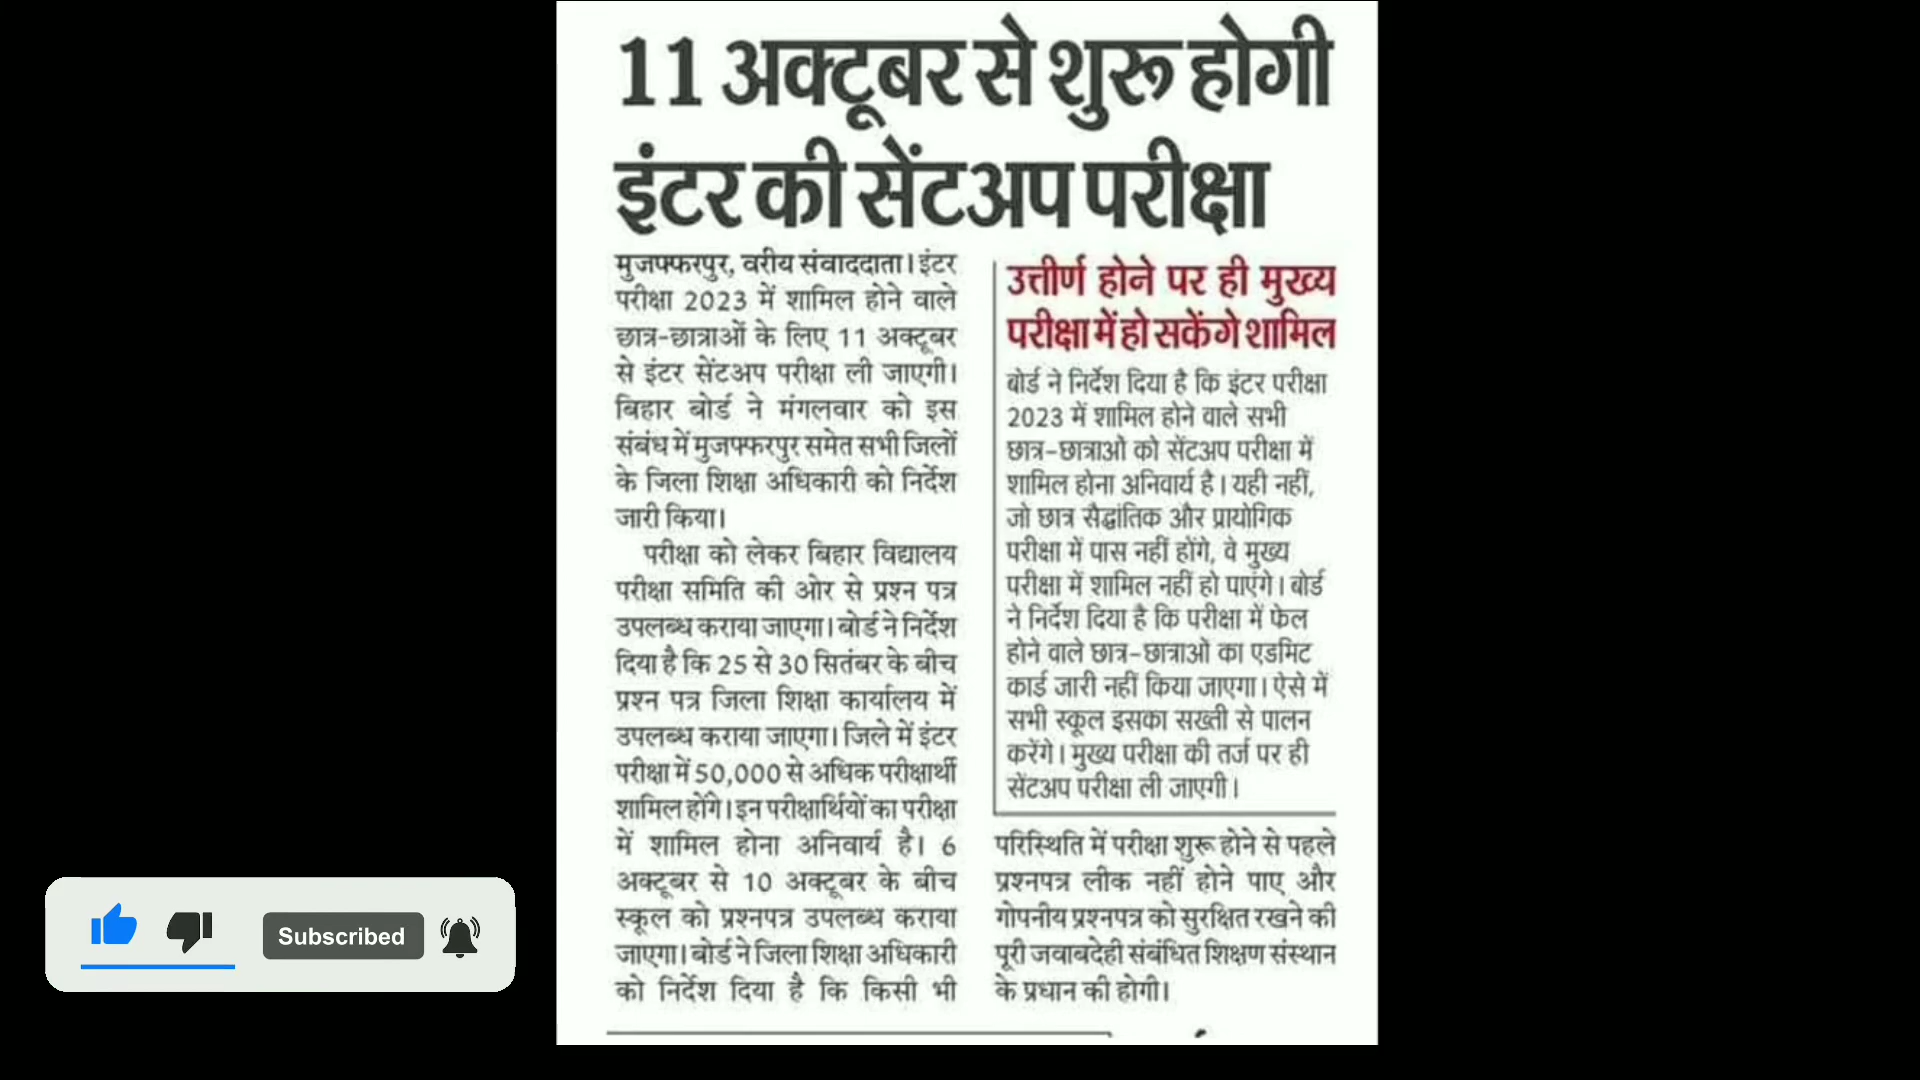 11 अक्टूबर से शुरू होगी
इंटर की सेंटअप परीक्षा
मुजफ्फरपुर, वरीय संवाददाता। इंटर
परीक्षा 2023 में शामिल होने वाले
छात्र-छात्राओं के लिए 11 अक्टूबर
से इंटर सेंटअप परीक्षा ली जाएगी।
बिहार बोर्ड ने मंगलवार को इस
संबंध में मुजफ्फरपुर समेत सभी जिलों
के जिला शिक्षा अधिकारी को निर्देश
जारी किया।
परीक्षा को लेकर बिहार विद्यालय
परीक्षा समिति की ओर से प्रश्न पत्र
उपलब्ध कराया जाएगा। बोर्ड ने निर्देश
दिया है कि 25 से 30 सितंबर के बीच
प्रश्न पत्र जिला शिक्षा कार्यालय में
उपलब्ध कराया जाएगा। जिले में इंटर
परीक्षा में 50,000 से अधिक परीक्षार्थी
शामिल होंगे। इन परीक्षार्थियों का परीक्षा
में शामिल होना अनिवार्य है। 6
अक्टूबर से 10 अक्टूबर के बीच
स्कूल को प्रश्नपत्र उपलब्ध कराया
जाएगा। बोर्ड ने जिला शिक्षा अधिकारी
को निर्देश दिया है कि किसी भी
उत्तीर्ण होने पर ही मुख्य
परीक्षा में हो सकेंगे शामिल
बोर्ड ने निर्देश दिया है कि इंटर परीक्षा
2023 में शामिल होने वाले सभी
छात्र-छात्राओं को सेंटअप परीक्षा में
शामिल होना अनिवार्य है। यही नहीं,
जो छात्र सैद्धांतिक और प्रायोगिक
परीक्षा में पास नहीं होंगे, वे मुख्य
परीक्षा में शामिल नहीं हो पाएंगे। बोर्ड
ने निर्देश दिया है कि परीक्षा में फेल
होने वाले छात्र-छात्राओं का एडमिट
कार्ड जारी नहीं किया जाएगा। ऐसे में
सभी स्कूल इसका सख्ती से पालन
करेंगे। मुख्य परीक्षा की तर्ज पर ही
सेंटअप परीक्षा ली जाएगी।
परिस्थिति में परीक्षा शुरू होने से पहले
प्रश्नपत्र लीक नहीं होने पाए और
गोपनीय प्रश्नपत्र को सुरक्षित रखने की
पूरी जवाबदेही संबंधित शिक्षण संस्थान
के प्रधान की होगी।
Subscribed